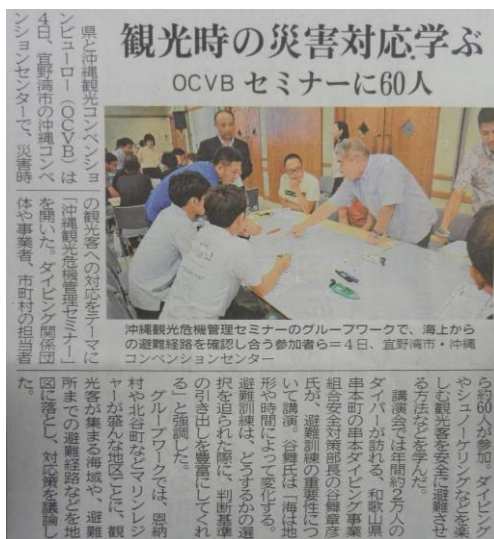 観光時の災害対応学ぶ
OCVB セミナーに60人
県と沖縄観光コンベンショ
ンビューロー（OCVB）は
4日、宜野湾市の沖縄コンベ
ンションセンターで、災害時
の観光客への対応をテーマに
「沖縄観光危機管理セミナー」
を開いた。ダイビング関係団
体や事業者、市町村の担当者
沖縄観光危機管理セミナーのグループワークで、海上から
の避難経路を確認し合う参加者ら＝4日、宜野湾市・沖縄
コンベンションセンター
ら約60人が参加。ダイビング
やシュノーケリングなどを楽
しむ観光客を安全に避難させ
る方法などを学んだ。
講演会では年間約2万人の
ダイバーが訪れる、和歌山県
串本町の串本ダイビング事業
組合安全対策部長の谷舞章彦
氏が、避難訓練の重要性につ
いて講演。谷舞氏は「海は地
形や時間によって変化する。
避難訓練は、どうするかの選
択を迫られた際に、判断基準
の引き出しを豊富にしてくれ
る」と強調した。
グループワークでは、恩納
村や北谷町などマリンレジ
ャーが盛んな地区ごとに、観
光客が集まる海域や、避難
所までの避難経路などを地
図に落とし、対応策を議論し
た。